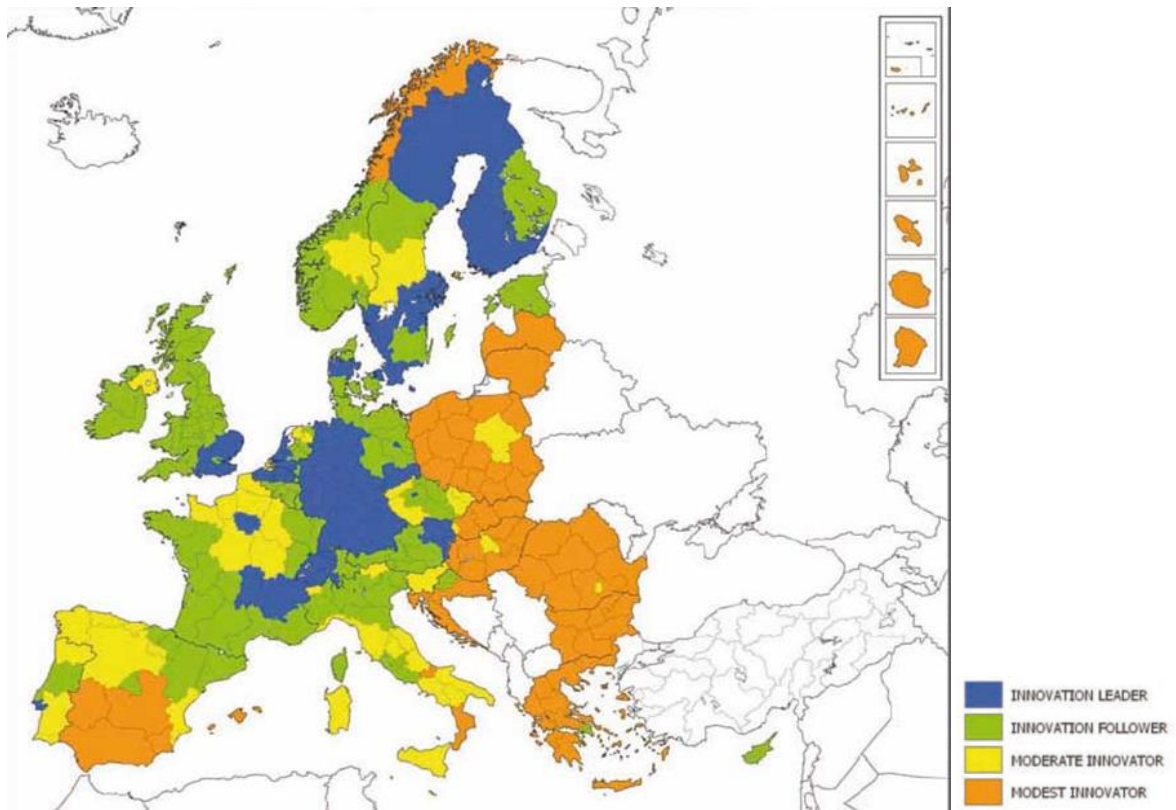 INNOVATION LEADER
INNOVATION FOLLOWER
MODERATE INNOVATOR
MODEST INNOVATOR